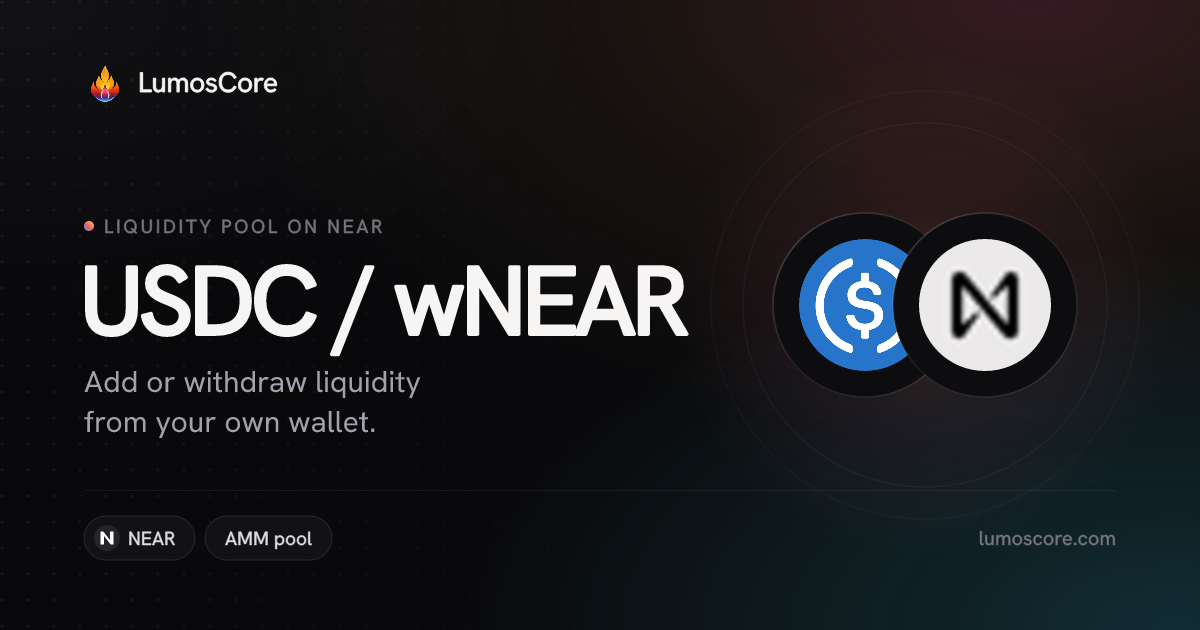 LumosCore
LIQUIDITY POOL ON NEAR
USDC / wNEAR
Add or withdraw liquidity
from your own wallet.
NEAR
AMM pool
lumoscore.com